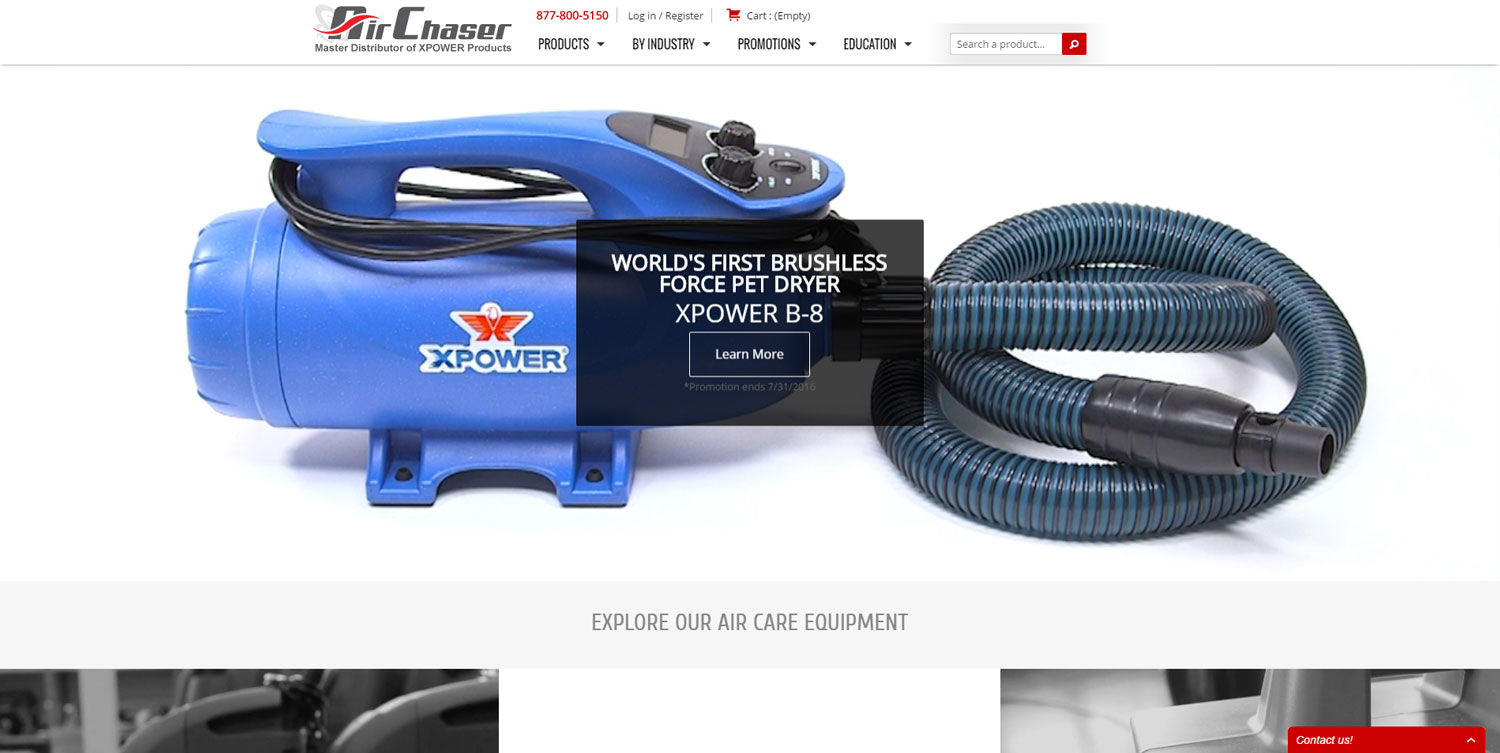 AirChaser
Master Distributor of XPOWER Products
877-800-5150
Log in / Register
Cart : (Empty)
PRODUCTS
BY INDUSTRY
PROMOTIONS
EDUCATION
Search a product...
XPOWER
WORLD'S FIRST BRUSHLESS
FORCE PET DRYER
XPOWER B-8
Learn More
*Promotion ends 7/31/2016
XPOWER
EXPLORE OUR AIR CARE EQUIPMENT
Contact us!